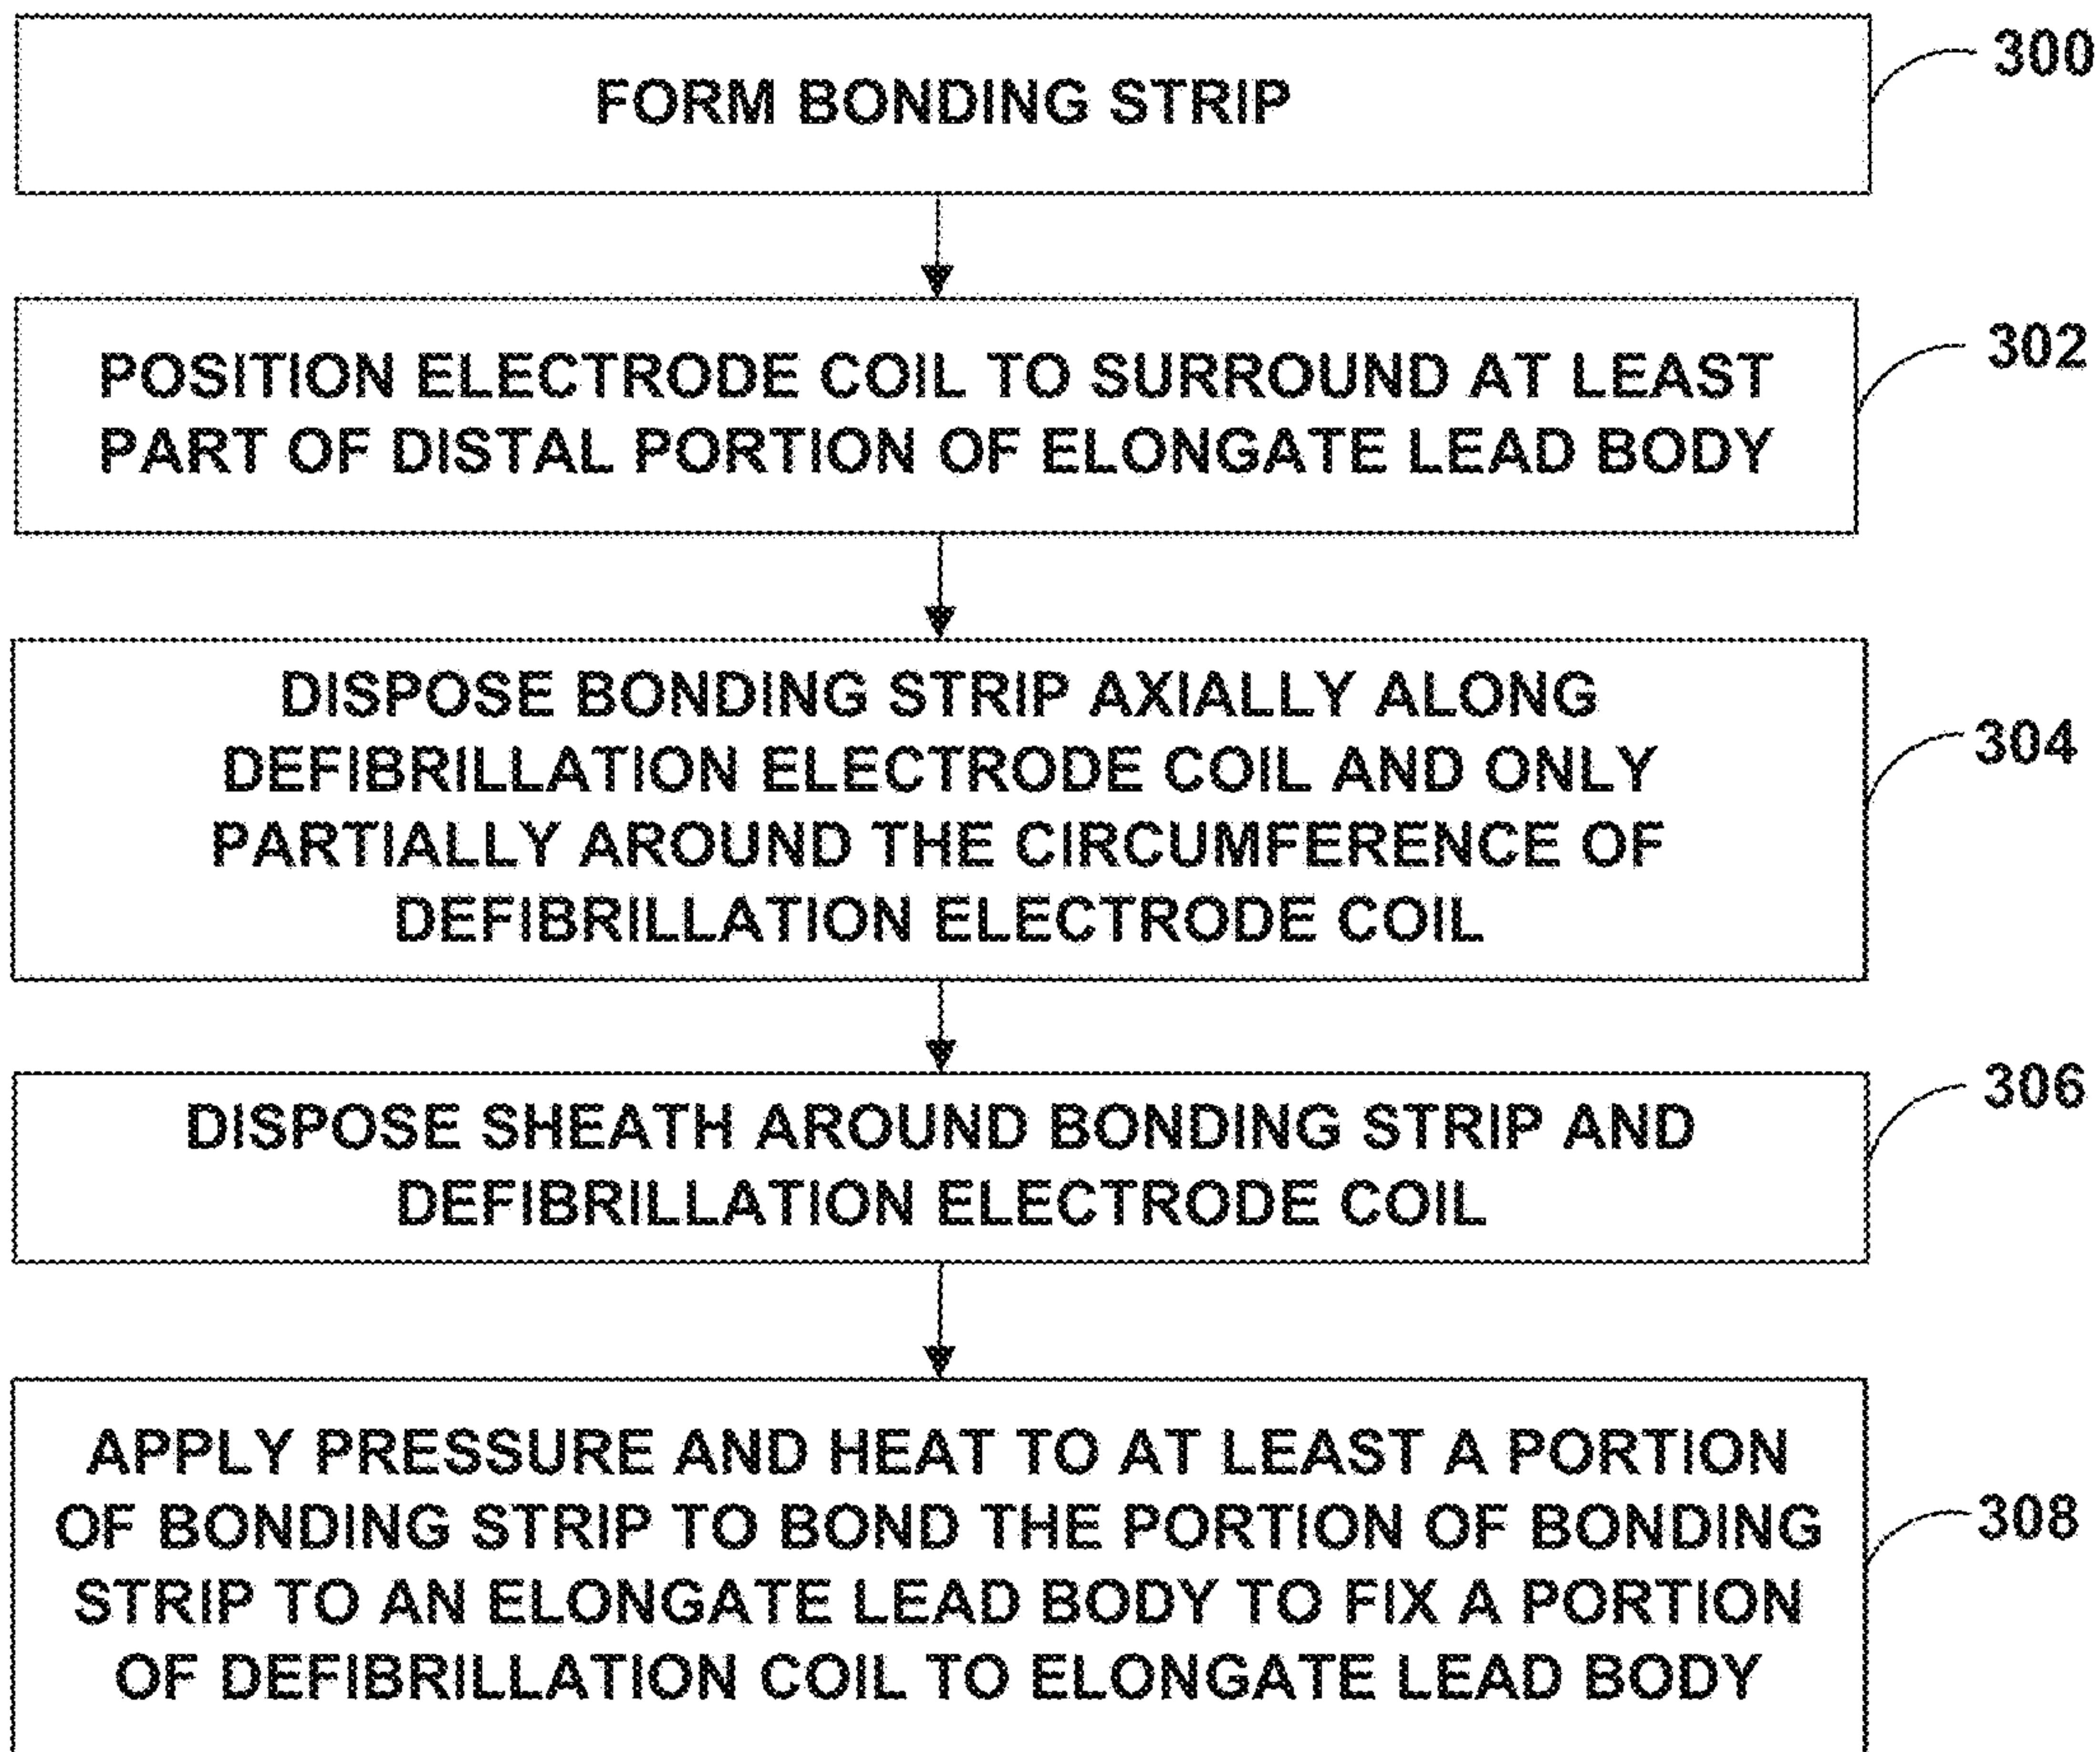 FORM BONDING STRIP
300
POSITION ELECTRODE COIL TO SURROUND AT LEAST
PART OF DISTAL PORTION OF ELONGATE LEAD BODY
302
DISPOSE BONDING STRIP AXIALLY ALONG
DEFIBRILLATION ELECTRODE COIL AND ONLY
PARTIALLY AROUND THE CIRCUMFERENCE OF
DEFIBRILLATION ELECTRODE COIL
304
DISPOSE SHEATH AROUND BONDING STRIP AND
DEFIBRILLATION ELECTRODE COIL
306
APPLY PRESSURE AND HEAT TO AT LEAST A PORTION
OF BONDING STRIP TO BOND THE PORTION OF BONDING
STRIP TO AN ELONGATE LEAD BODY TO FIX A PORTION
OF DEFIBRILLATION COIL TO ELONGATE LEAD BODY
308